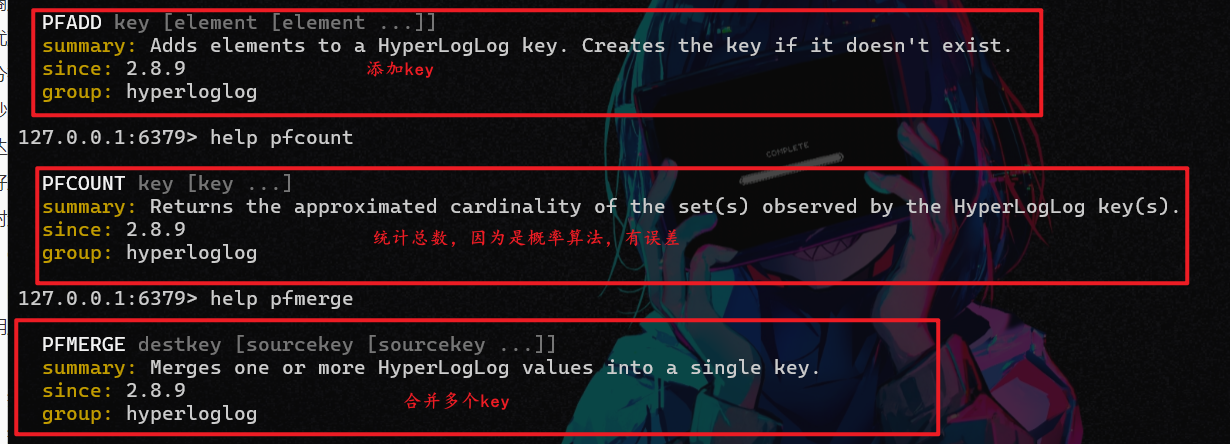 PFADD key [element [element ...]]
summary: Adds elements to a HyperLogLog key. Creates the key if it doesn't exist.
since: 2.8.9
添加key
group: hyperloglog
127.0.0.1:6379> help pfcount
COMPLETE
PFCOUNT key [key ...]
summary: Returns the approximated cardinality of the set(s) observed by the HyperLogLog key(s).
since: 2.8.9
统计总数，因为是概率算法，有误差
group: hyperloglog
127.0.0.1:6379> help pfmerge
PFMERGE destkey [sourcekey [sourcekey ...]]
summary: Merges one or more HyperLogLog values into a single key.
since: 2.8.9
合并多个key
group: hyperloglog